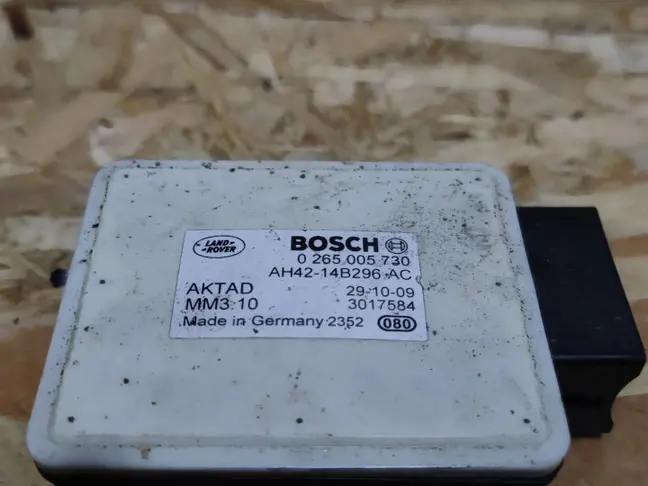 LAND ROVER
BOSCH
0 265 005 730
AH42-14B296-AC
AKTAD 29-10-09
MM3.10 3017584
Made in Germany 2352 080